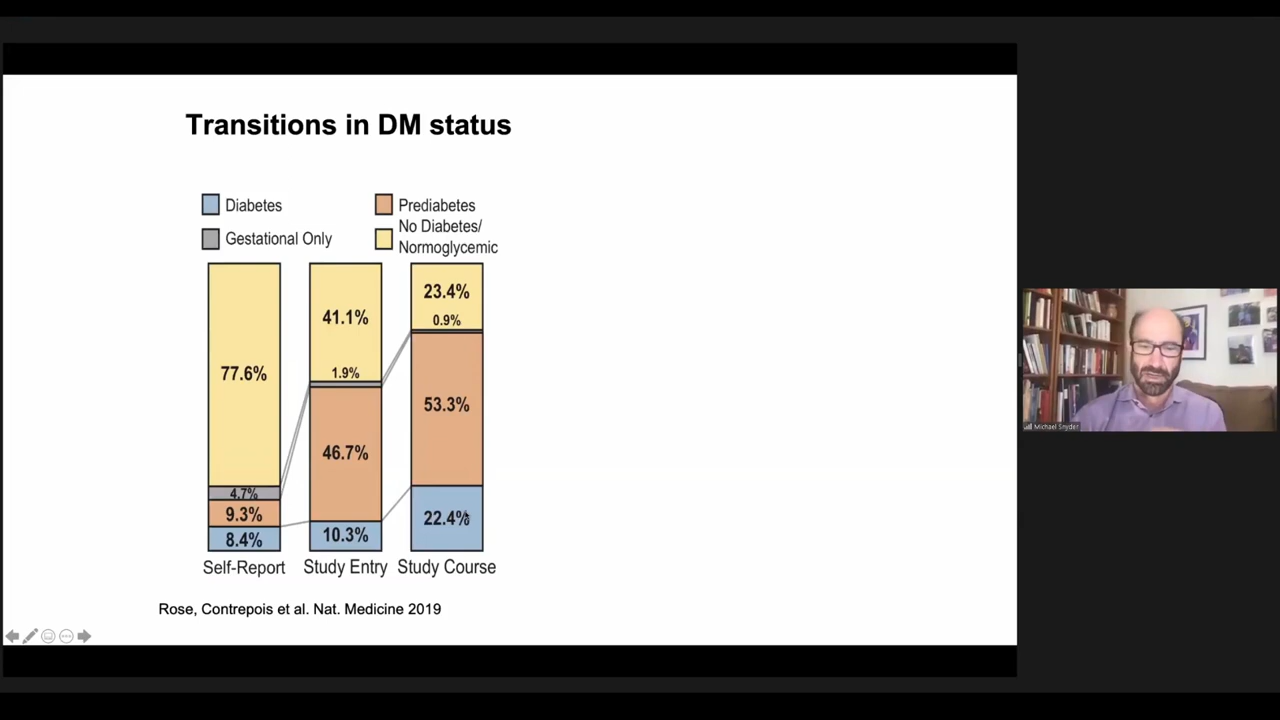 Transitions in DM status
Diabetes
Prediabetes
Gestational Only
No Diabetes/
Normoglycemic
77.6%
4.7%
9.3%
8.4%
41.1%
1.9%
46.7%
10.3%
23.4%
0.9%
53.3%
22.4%
Self-Report
Study Entry
Study Course
Rose, Contrepois et al. Nat. Medicine 2019
Michael Snyder